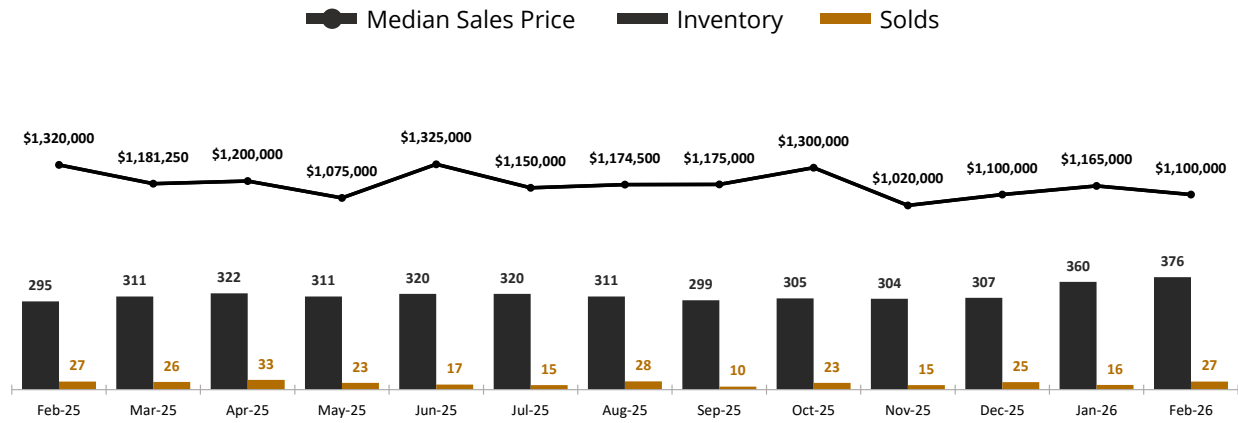 Median Sales Price Inventory Solds
$1,320,000 $1,181,250 $1,200,000 $1,075,000 $1,325,000 $1,150,000 $1,174,500 $1,175,000 $1,300,000 $1,020,000 $1,100,000 $1,165,000 $1,100,000
295 311 322 311 320 320 311 299 305 304 307 360 376
27 26 33 23 17 15 28 10 23 15 25 16 27
Feb-25 Mar-25 Apr-25 May-25 Jun-25 Jul-25 Aug-25 Sep-25 Oct-25 Nov-25 Dec-25 Jan-26 Feb-26